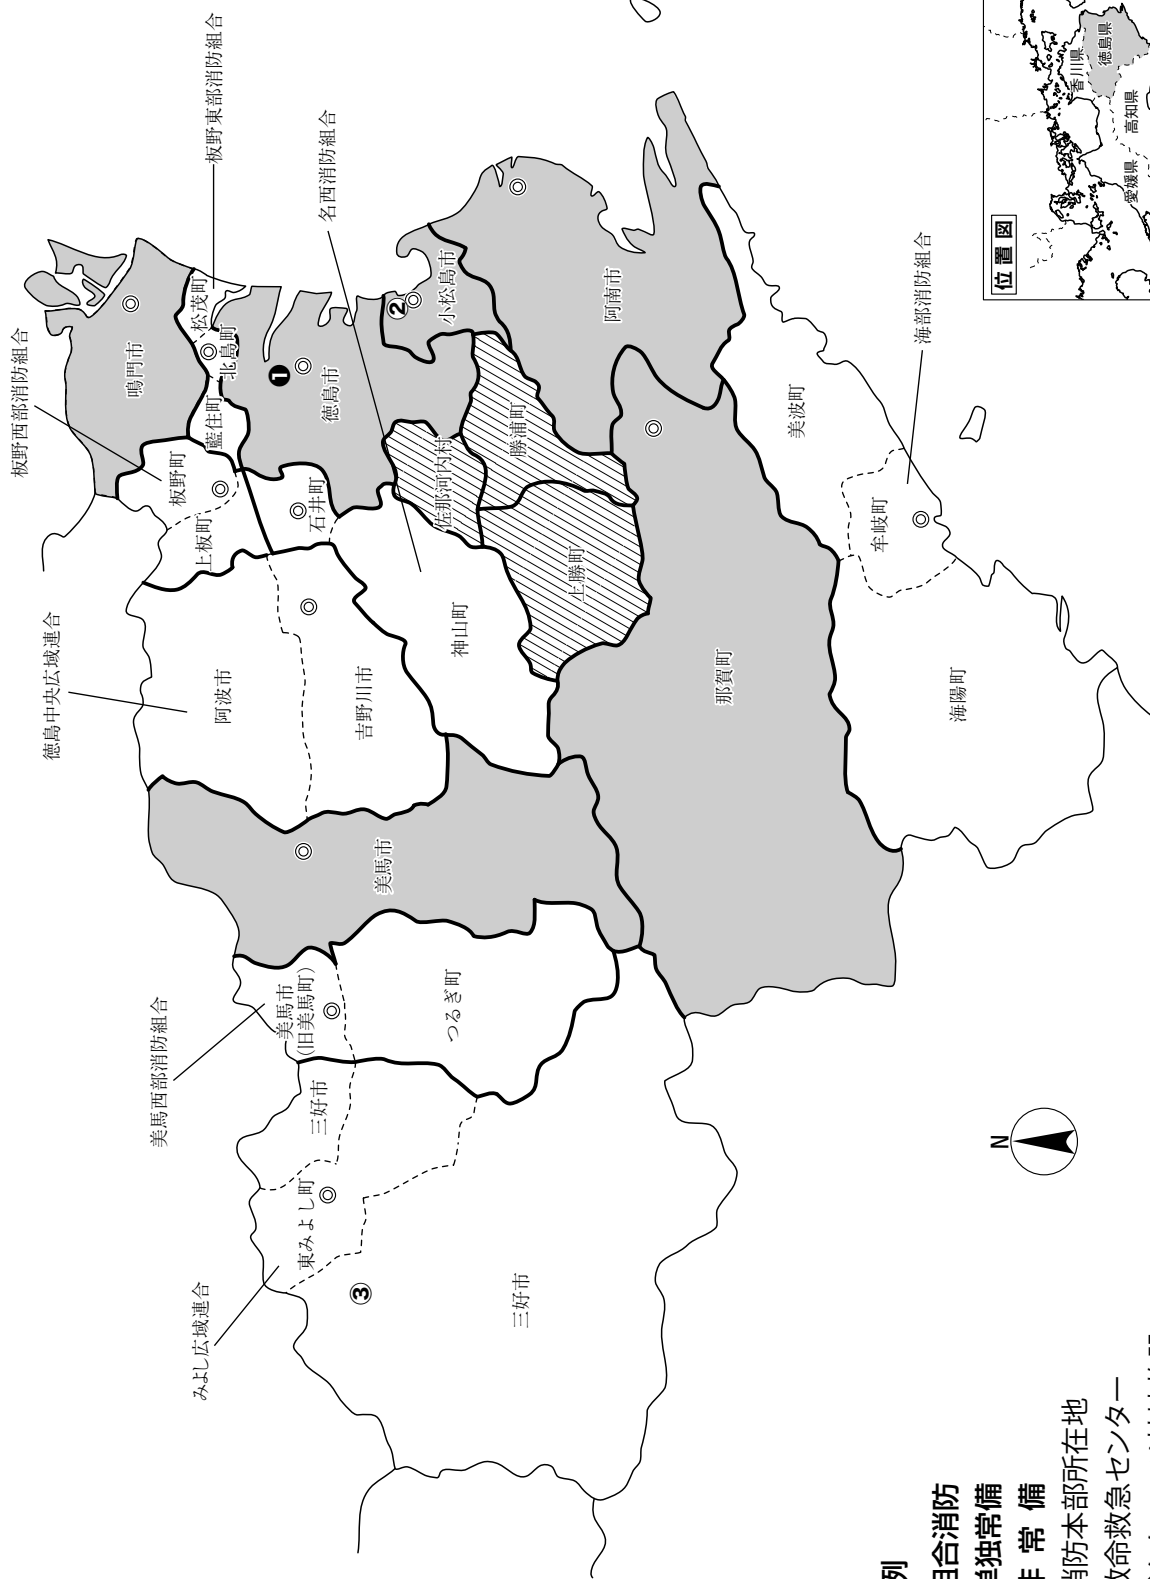 板野西部消防組合
板野東部消防組合
名西消防組合
徳島中央広域連合
美馬西部消防組合
みよし広域連合
海部消防組合
鳴門市
松茂町
北島町
藍住町
板野町
上板町
徳島市
石井町
小松島市
阿南市
勝浦町
佐那河内村
上勝町
神山町
阿波市
吉野川市
美馬市
美馬市
(旧美馬町)
つるぎ町
三好市
東みよし町
三好市
那賀町
美波町
牟岐町
海陽町
❶
②
③
N
位置図
香川県
徳島県
愛媛県
高知県
列
組合消防
単独常備
非常備
消防本部所在地
救命救急センター